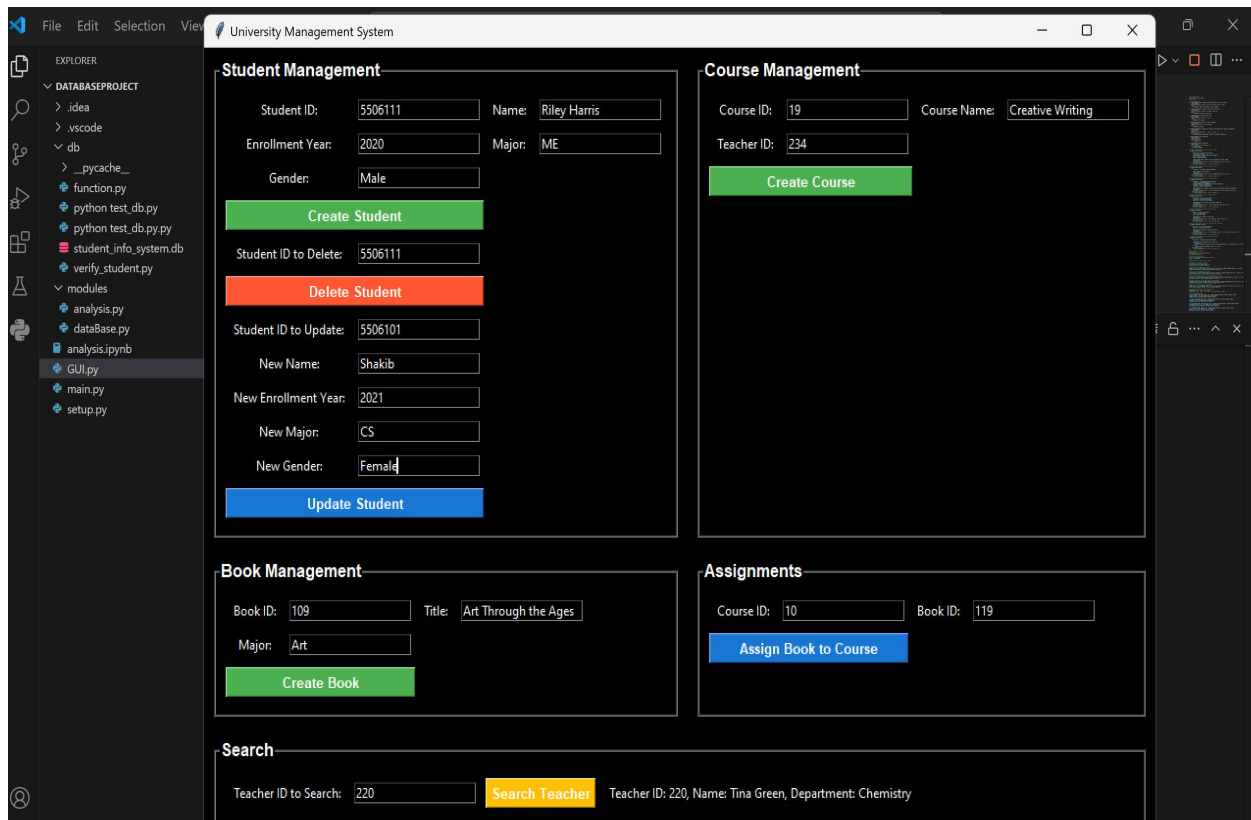 File Edit Selection View
University Management System
EXPLORER
DATABASEPROJECT
.idea
.vscode
db
__pycache__
function.py
python test_db.py
python test_db.py.py
student_info_system.db
verify_student.py
modules
analysis.py
dataBase.py
analysis.ipynb
GUI.py
main.py
setup.py
Student Management
Student ID: 5506111 Name: Riley Harris
Enrollment Year: 2020 Major: ME
Gender: Male
Create Student
Student ID to Delete: 5506111
Delete Student
Student ID to Update: 5506101
New Name: Shakib
New Enrollment Year: 2021
New Major: CS
New Gender: Female
Update Student
Course Management
Course ID: 19 Course Name: Creative Writing
Teacher ID: 234
Create Course
Book Management
Book ID: 109 Title: Art Through the Ages
Major: Art
Create Book
Assignments
Course ID: 10 Book ID: 119
Assign Book to Course
Search
Teacher ID to Search: 220 Search Teacher Teacher ID: 220, Name: Tina Green, Department: Chemistry